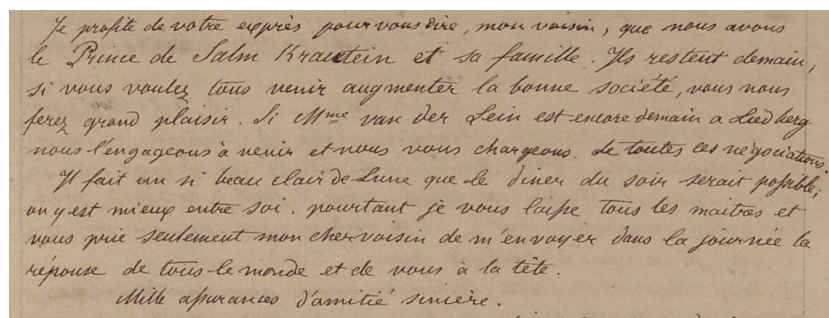 Je profite de votre exprès pour vous dire, mon voisin, que nous avons
le Prince de Salm Krautein et sa famille. Ils restent demain,
si vous voulez tous venir augmenter la bonne société, vous nous
ferez grand plaisir. Si Mme van der Lein est encore demain a Liedberg
nous l'engageons à venir et nous vous chargeons de toutes ces négociations.
Il fait un si beau clair de Lune que le diner du soir serait possible;
on y est mieux entre soi. pourtant je vous laisse tous les maitres et
vous prie seulement mon cher voisin de m'envoyer dans la journée la
réponse de tous le monde et de vous à la tête.
Mille assurances d'amitié sincère.